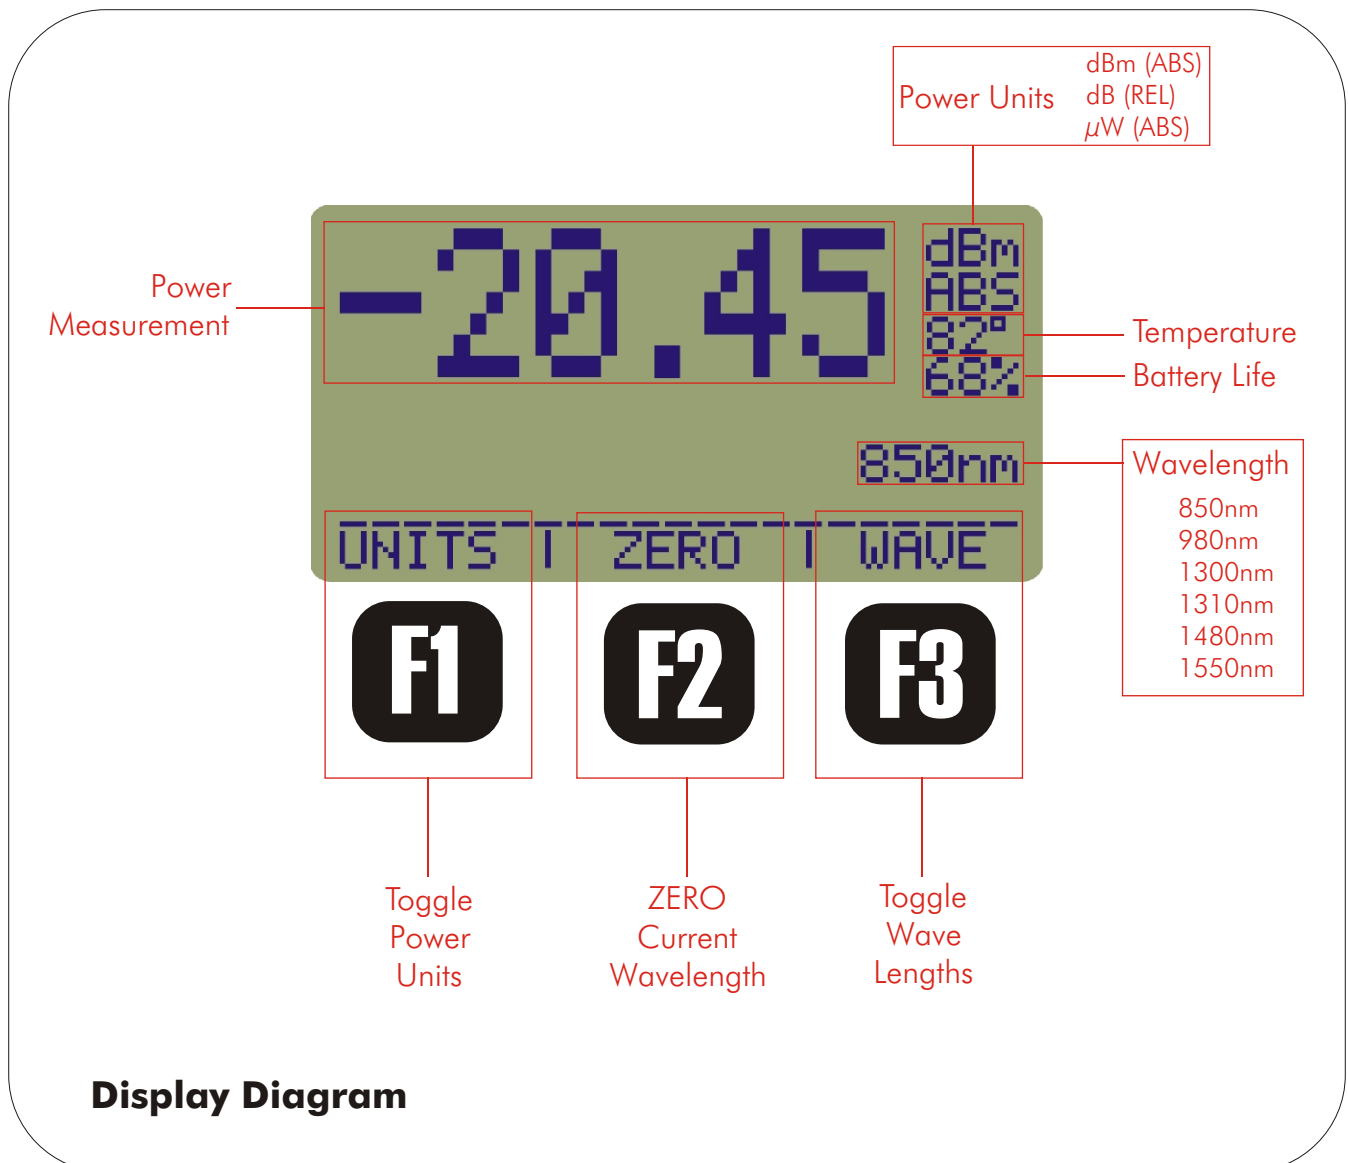 Power Units
dBm (ABS)
dB (REL)
µW (ABS)
-20.45
dBm
ABS
82°
68%
Power
Measurement
Temperature
Battery Life
850nm
Wavelength
850nm
980nm
1300nm
1310nm
1480nm
1550nm
UNITS | ZERO | WAVE
F1 F2 F3
Toggle
Power
Units
ZERO
Current
Wavelength
Toggle
Wave
Lengths
Display Diagram